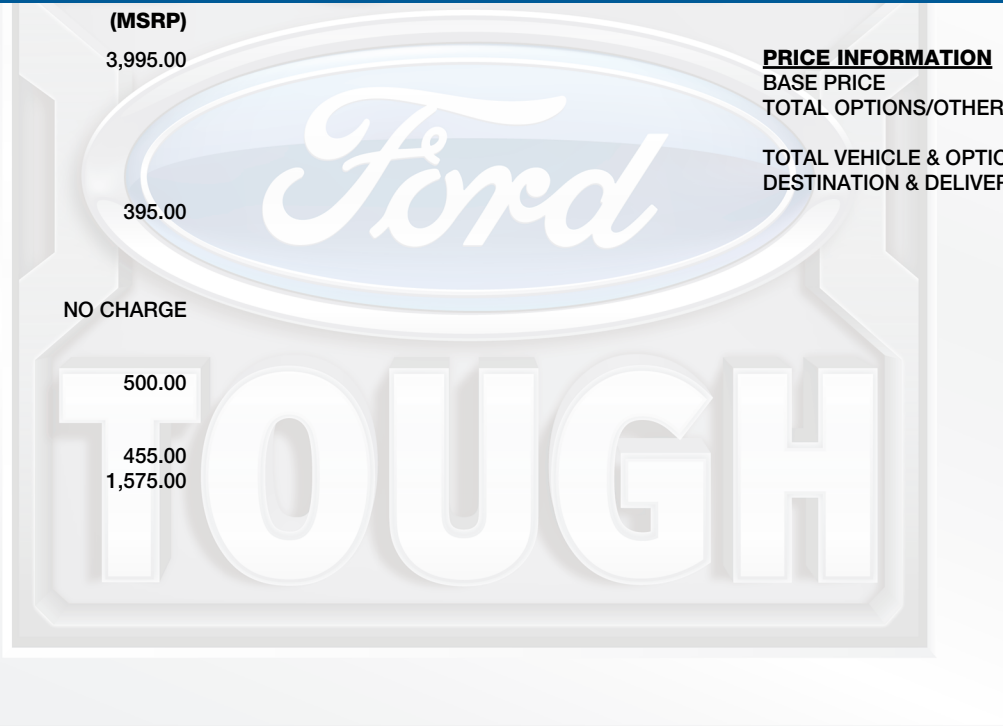 (MSRP)
3,995.00
395.00
NO CHARGE
500.00
455.00
1,575.00
PRICE INFORMATION
BASE PRICE
TOTAL OPTIONS/OTHER
TOTAL VEHICLE & OPTIO
DESTINATION & DELIVER
Ford
TOUGH